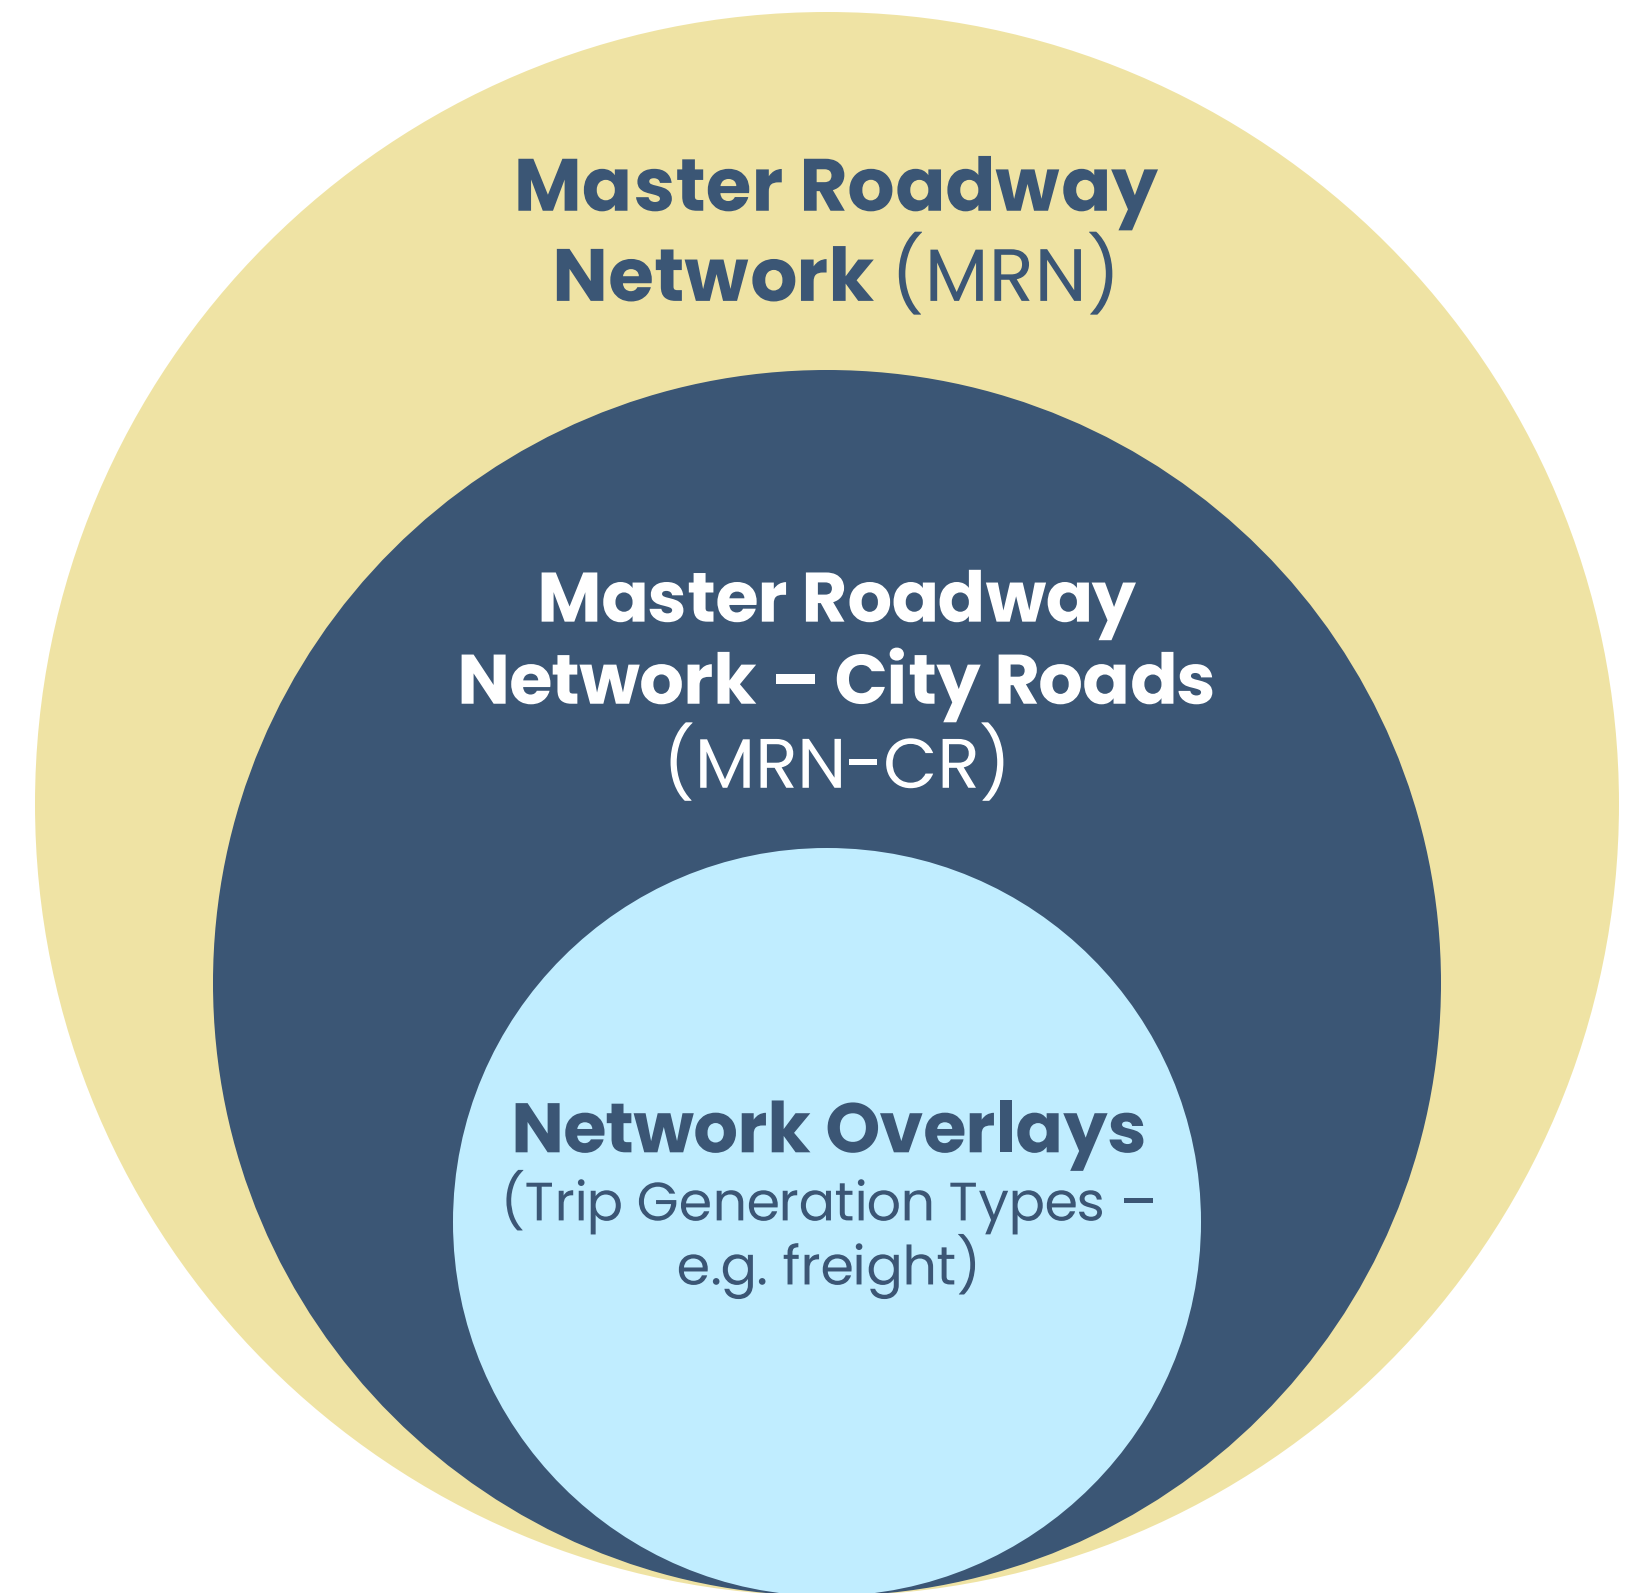 Master Roadway
Network (MRN)
Master Roadway
Network – City Roads
(MRN-CR)
Network Overlays
(Trip Generation Types –
e.g. freight)